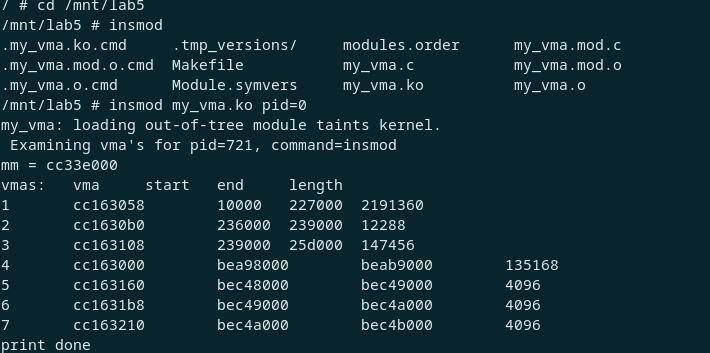 / # cd /mnt/lab5
/mnt/lab5 # insmod
.my_vma.ko.cmd     .tmp_versions/     modules.order      my_vma.mod.c
.my_vma.mod.o.cmd  Makefile           my_vma.c           my_vma.mod.o
.my_vma.o.cmd      Module.symvers     my_vma.ko          my_vma.o
/mnt/lab5 # insmod my_vma.ko pid=0
my_vma: loading out-of-tree module taints kernel.
 Examining vma's for pid=721, command=insmod
mm = cc33e000
vmas:   vma     start   end     length
1       cc163058        10000   227000  2191360
2       cc1630b0        236000  239000  12288
3       cc163108        239000  25d000  147456
4       cc163000        bea98000        beab9000        135168
5       cc163160        bec48000        bec49000        4096
6       cc1631b8        bec49000        bec4a000        4096
7       cc163210        bec4a000        bec4b000        4096
print done